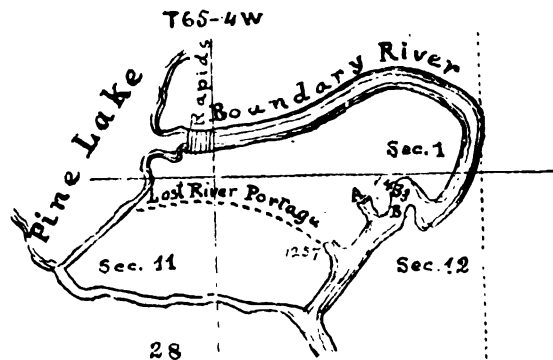 T65-4W
Pine Lake
Rapids
Boundary River
Sec. 1
Lost River Portage
A
B
1257
Sec. 11
Sec. 12
28